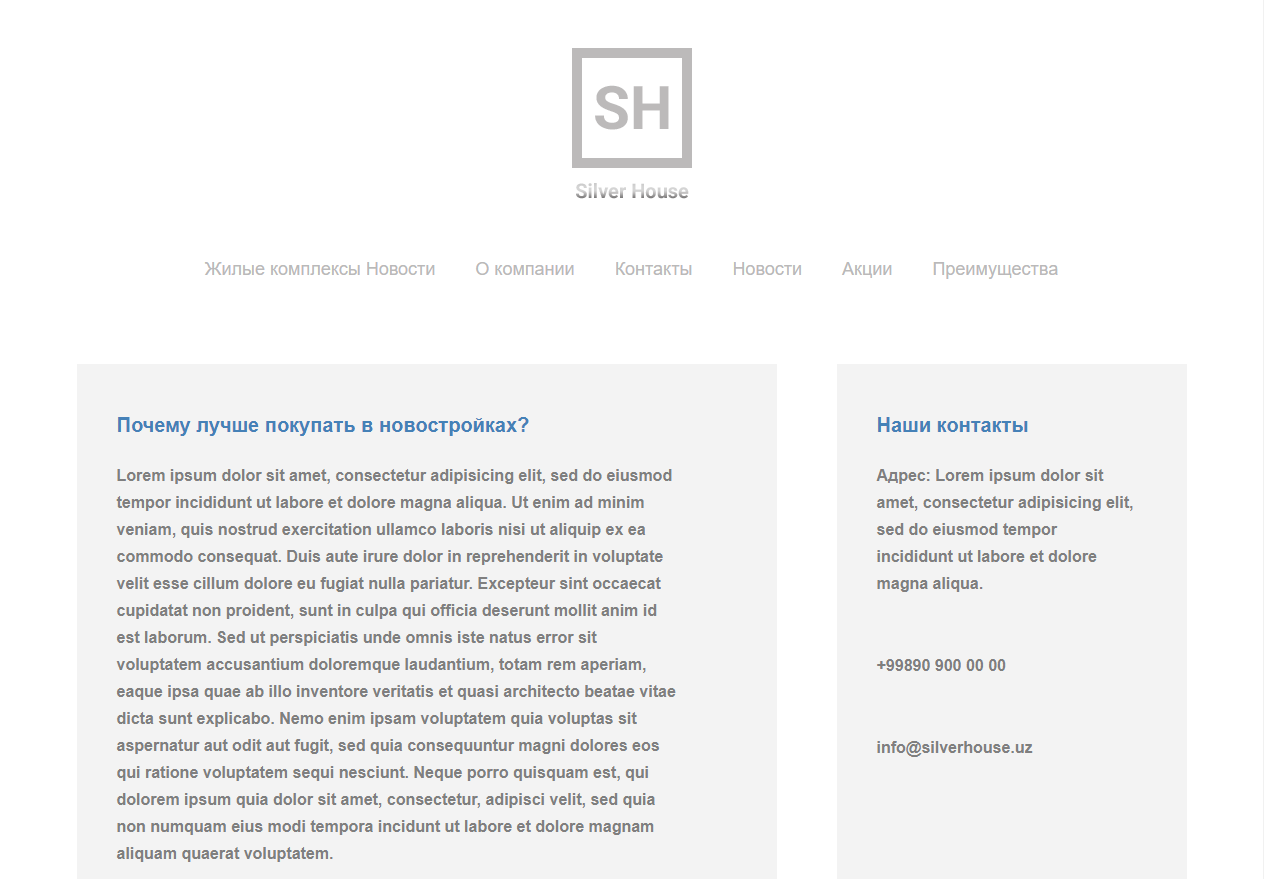 SH
Silver House
Жилые комплексы Новости О компании Контакты Новости Акции Преимущества
Почему лучше покупать в новостройках?
Lorem ipsum dolor sit amet, consectetur adipisicing elit, sed do eiusmod
tempor incididunt ut labore et dolore magna aliqua. Ut enim ad minim
veniam, quis nostrud exercitation ullamco laboris nisi ut aliquip ex ea
commodo consequat. Duis aute irure dolor in reprehenderit in voluptate
velit esse cillum dolore eu fugiat nulla pariatur. Excepteur sint occaecat
cupidatat non proident, sunt in culpa qui officia deserunt mollit anim id
est laborum. Sed ut perspiciatis unde omnis iste natus error sit
voluptatem accusantium doloremque laudantium, totam rem aperiam,
eaque ipsa quae ab illo inventore veritatis et quasi architecto beatae vitae
dicta sunt explicabo. Nemo enim ipsam voluptatem quia voluptas sit
aspernatur aut odit aut fugit, sed quia consequuntur magni dolores eos
qui ratione voluptatem sequi nesciunt. Neque porro quisquam est, qui
dolorem ipsum quia dolor sit amet, consectetur, adipisci velit, sed quia
non numquam eius modi tempora incidunt ut labore et dolore magnam
aliquam quaerat voluptatem.
Наши контакты
Адрес: Lorem ipsum dolor sit
amet, consectetur adipisicing elit,
sed do eiusmod tempor
incididunt ut labore et dolore
magna aliqua.
+99890 900 00 00
info@silverhouse.uz